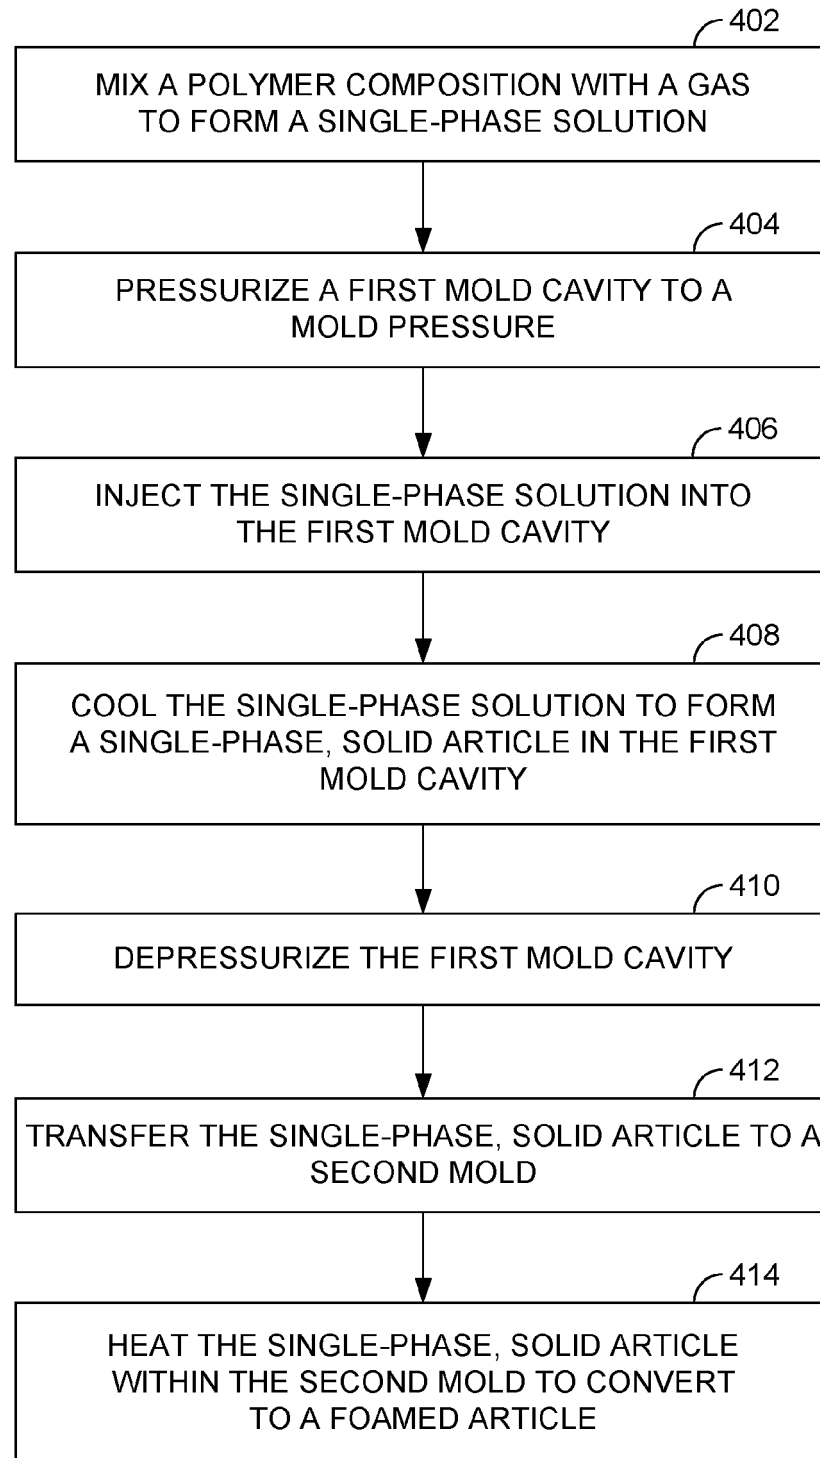 402
MIX A POLYMER COMPOSITION WITH A GAS
TO FORM A SINGLE-PHASE SOLUTION
404
PRESSURIZE A FIRST MOLD CAVITY TO A
MOLD PRESSURE
406
INJECT THE SINGLE-PHASE SOLUTION INTO
THE FIRST MOLD CAVITY
408
COOL THE SINGLE-PHASE SOLUTION TO FORM
A SINGLE-PHASE, SOLID ARTICLE IN THE FIRST
MOLD CAVITY
410
DEPRESSURIZE THE FIRST MOLD CAVITY
412
TRANSFER THE SINGLE-PHASE, SOLID ARTICLE TO A
SECOND MOLD
414
HEAT THE SINGLE-PHASE, SOLID ARTICLE
WITHIN THE SECOND MOLD TO CONVERT
TO A FOAMED ARTICLE